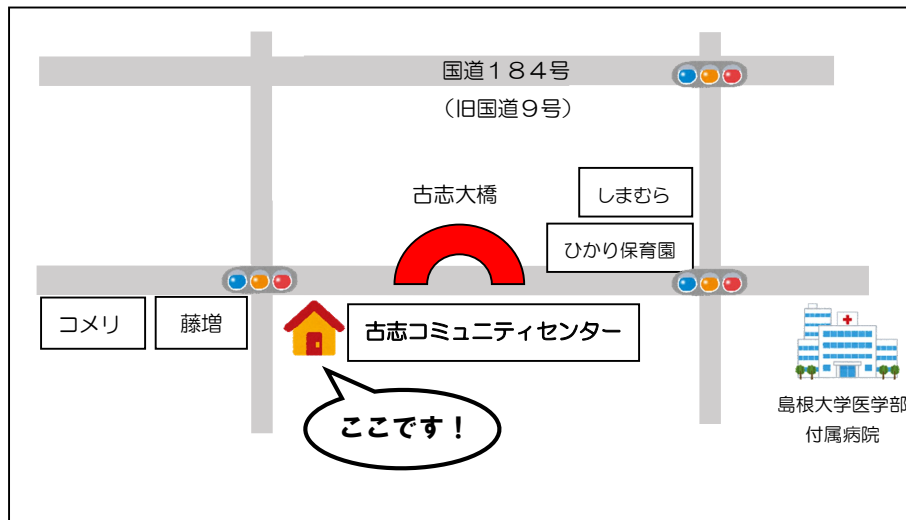 国道１８４号
（旧国道９号）
古志大橋
しまむら
ひかり保育園
コメリ
藤増
古志コミュニティセンター
ここです！
島根大学医学部
付属病院